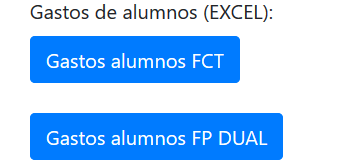 Gastos de alumnos (EXCEL):
Gastos alumnos FCT
Gastos alumnos FP DUAL